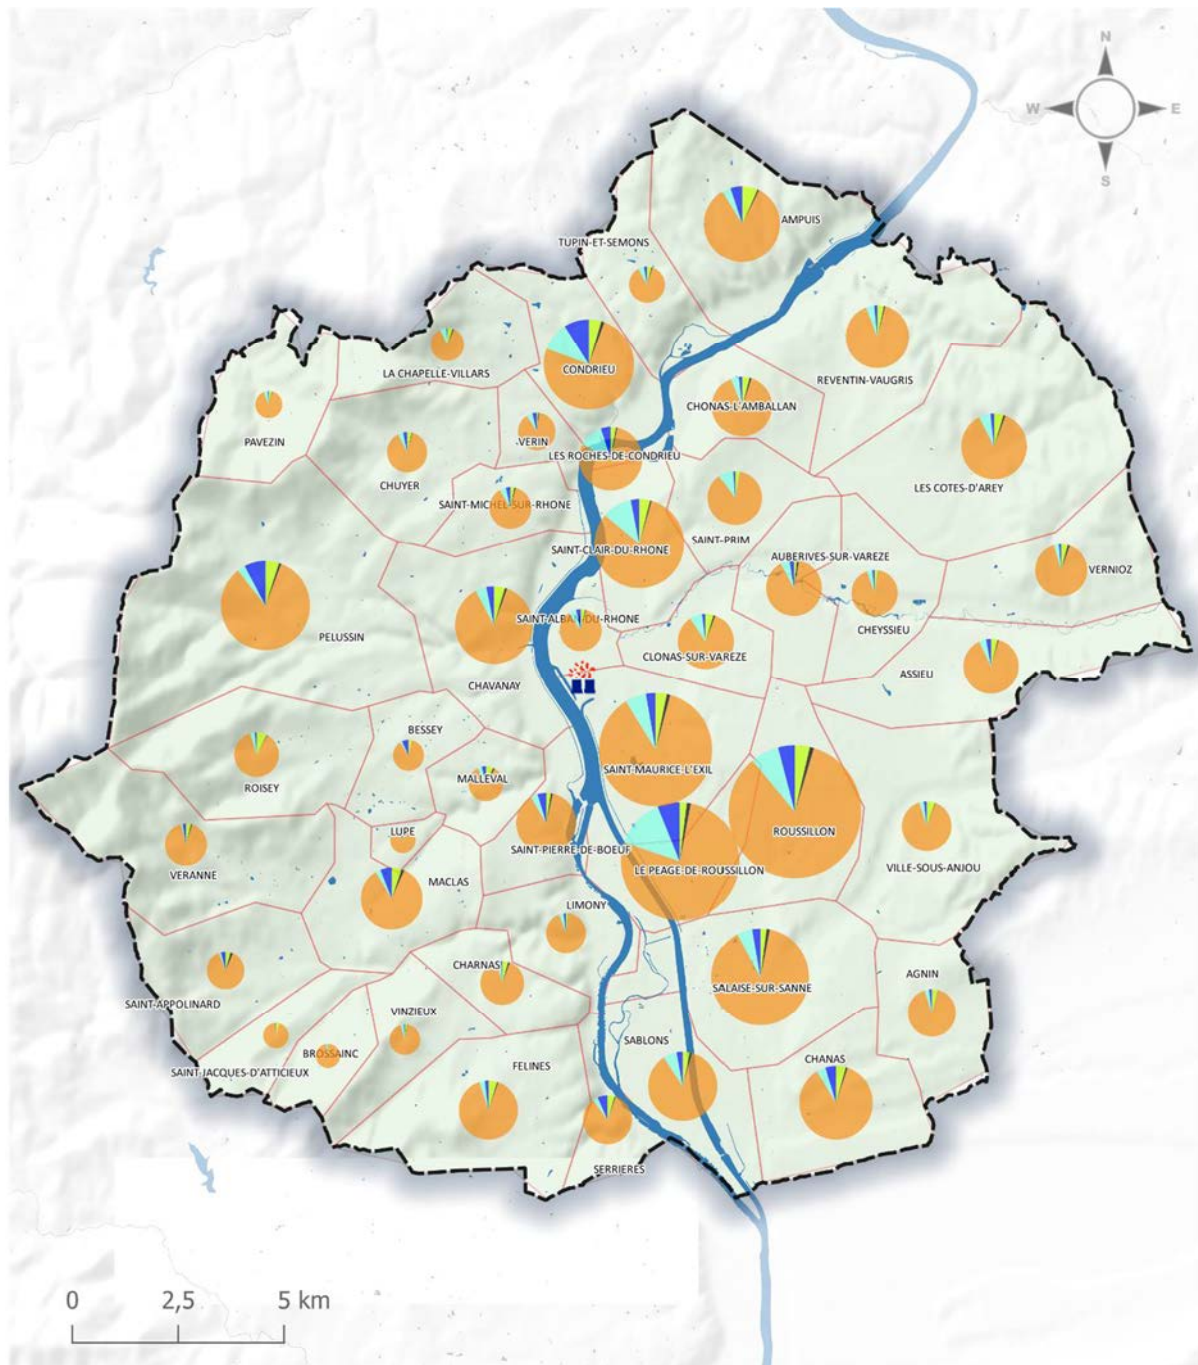 N
W
E
S
AMPUIS
TUPIN-ET-SEMONS
CONDRIEU
LA CHAPELLE-VILLARS
REVENTIN-VAUGRIS
CHONAS-L'AMBALLAN
PAVEZIN
VERIN
LES ROCHES-DE-CONDRIEU
CHUYER
LES COTES-D'AREY
SAINT-MICHEL-SUR-RHONE
SAINT-PRIM
SAINT-CLAIR-DU-RHONE
AUBERIVES-SUR-VAREZE
VERNIOZ
SAINT-ALBAN-DU-RHONE
CHEYSSIEU
PELUSSIN
CLONAS-SUR-VAREZE
ASSIEU
CHAVANAY
BESSEY
SAINT-MAURICE-L'EXIL
MALLEVAL
ROISEY
LUPE
ROUSSILLON
SAINT-PIERRE-DE-BOEUF
VERANNE
LE PEAGE-DE-ROUSSILLON
VILLE-SOUS-ANJOU
MACLAS
LIMONY
CHARNAS
AGNIN
SALAISE-SUR-SANNE
SAINT-APPOLINARD
VINZIEUX
SABLONS
BROSSAINC
CHANAS
FELINES
SAINT-JACQUES-D'ATTICIEUX
SERRIERES
0 2,5 5 km